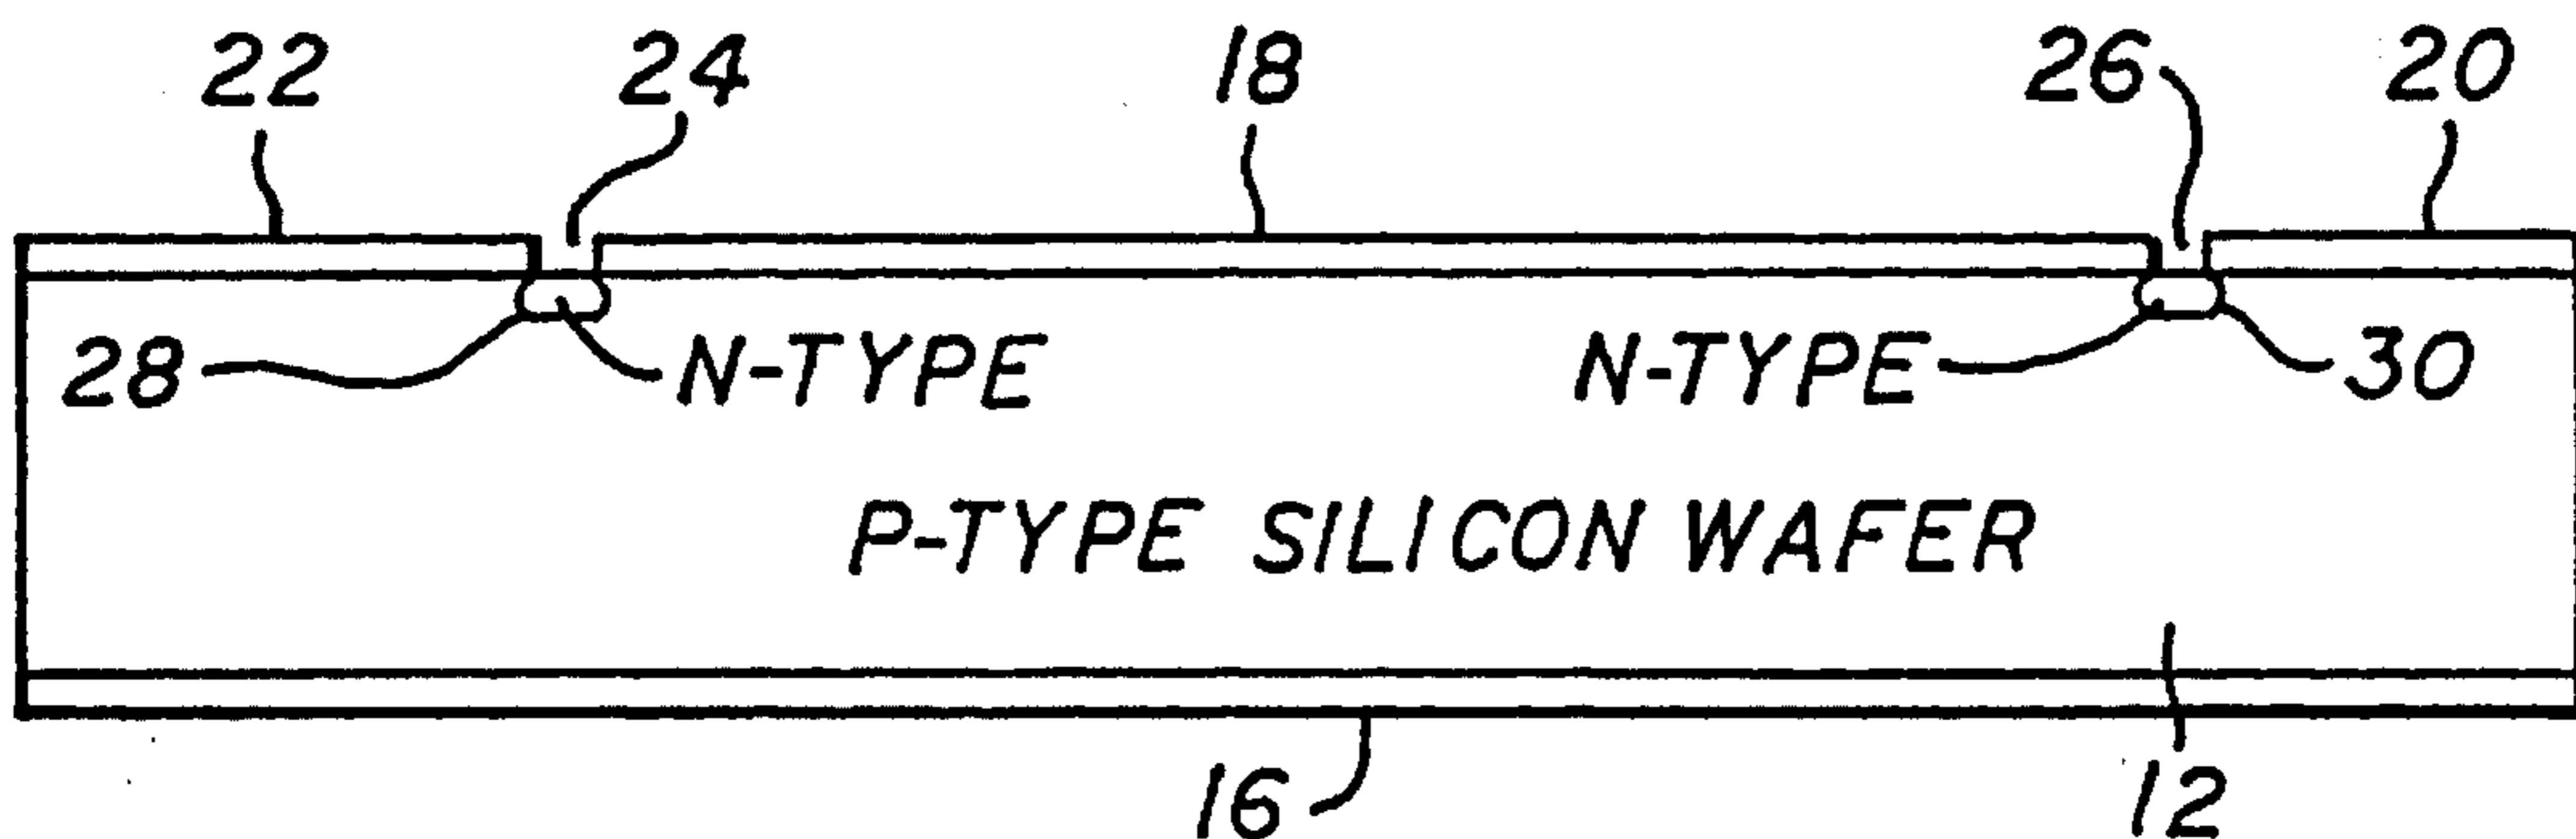 22 24 18 26 20
28 N-TYPE N-TYPE 30
P-TYPE SILICON WAFER
16 12